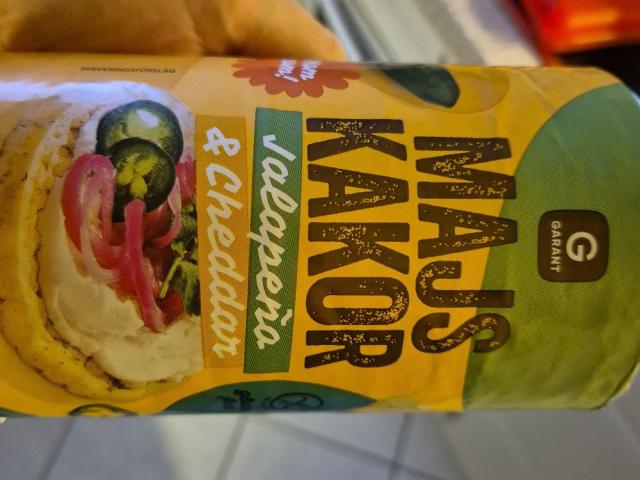 G
GARANT
MAJS
KAKOR
Jalapeño
& Cheddar
SERVERINGSFÖRSLAG